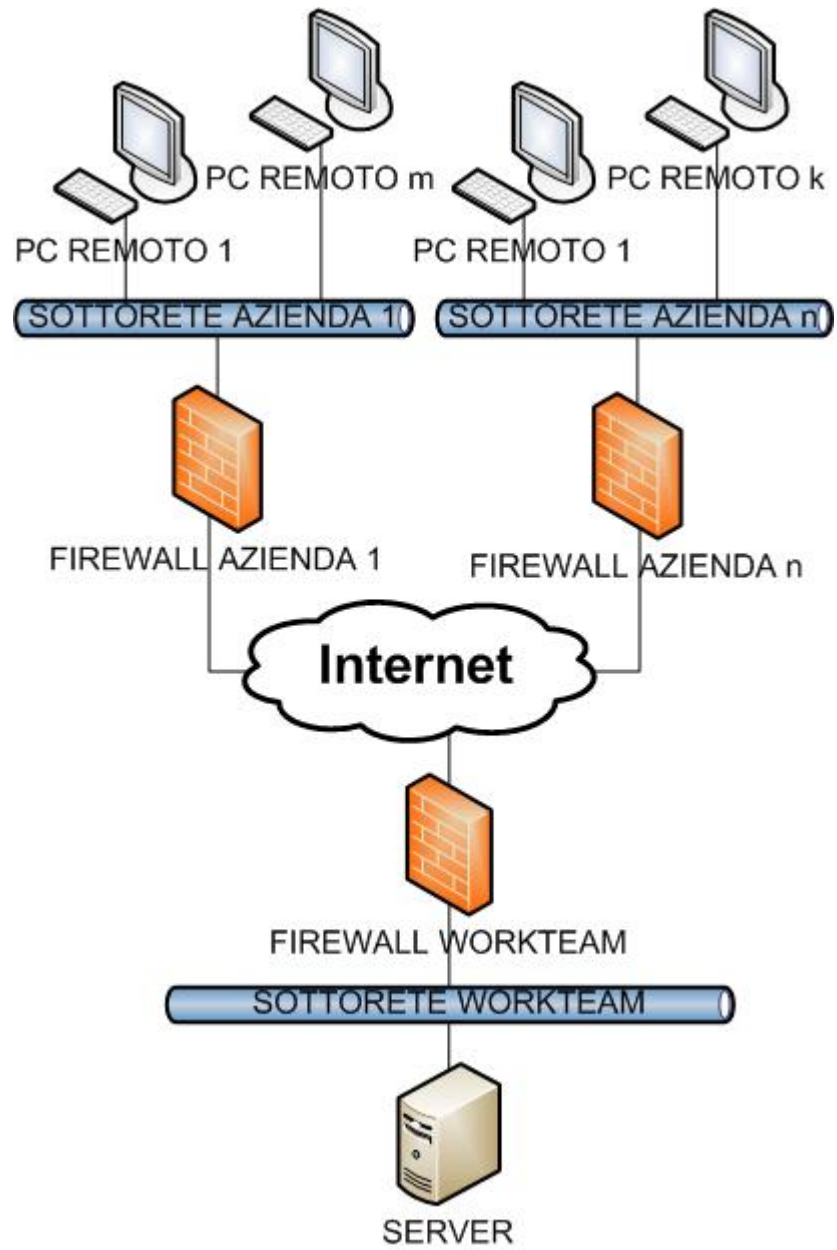 PC REMOTO m
PC REMOTO k
PC REMOTO 1
PC REMOTO 1
SOTTORETE AZIENDA 1
SOTTORETE AZIENDA n
FIREWALL AZIENDA 1
FIREWALL AZIENDA n
Internet
FIREWALL WORKTEAM
SOTTORETE WORKTEAM
SERVER